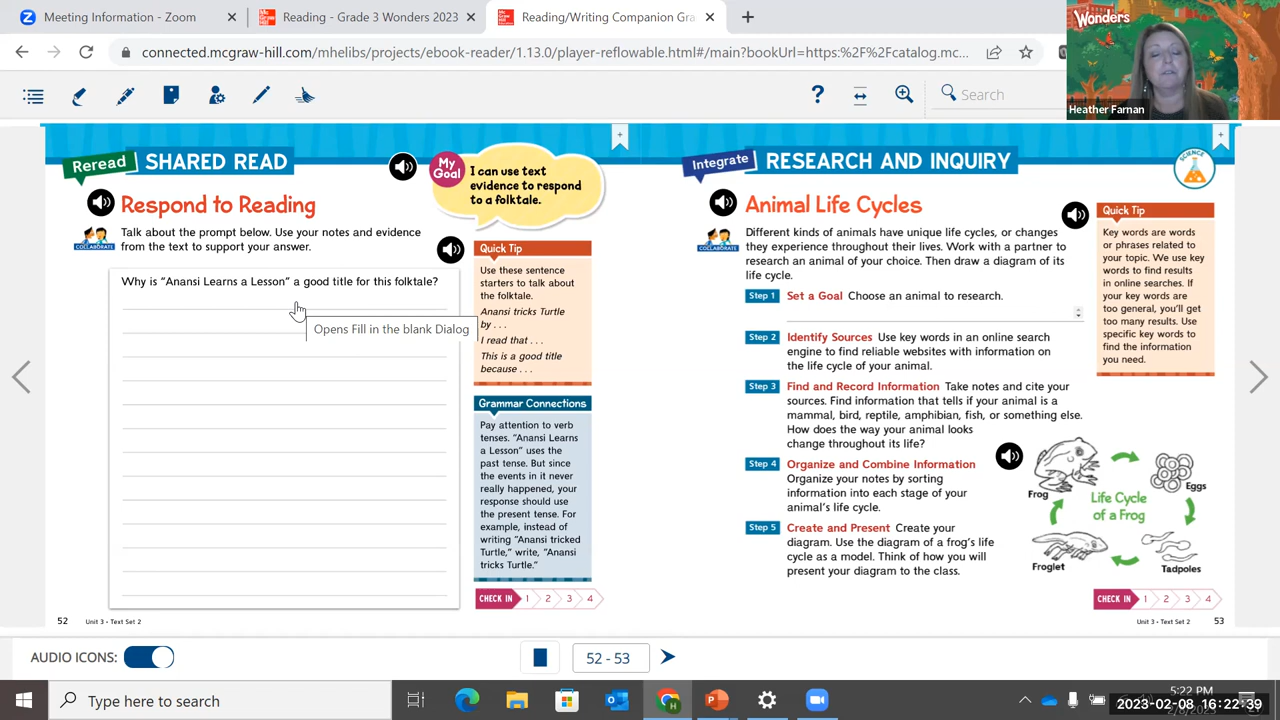 Meeting Information - Zoom
Reading - Grade 3 Wonders 2023
Reading/Writing Companion Gra
connected.mcgraw-hill.com/mhelibs/projects/ebook-reader/1.13.0/player-reflowable.html#/main?bookUrl=https:%2F%2Fcatalog.mc...
Wonders
Heather Farnan
Search
Reread SHARED READ
My Goal
I can use text
evidence to respond
to a folktale.
Respond to Reading
COLLABORATE
Talk about the prompt below. Use your notes and evidence
from the text to support your answer.
Why is "Anansi Learns a Lesson" a good title for this folktale?
Opens Fill in the blank Dialog
Quick Tip
Use these sentence
starters to talk about
the folktale.
Anansi tricks Turtle
by . . .
I read that . . .
This is a good title
because . . .
Grammar Connections
Pay attention to verb
tenses. "Anansi Learns
a Lesson" uses the
past tense. But since
the events in it never
really happened, your
response should use
the present tense. For
example, instead of
writing "Anansi tricked
Turtle," write, "Anansi
tricks Turtle."
CHECK IN 1 2 3 4
52 Unit 3 • Text Set 2
Integrate RESEARCH AND INQUIRY
SCIENCE
Animal Life Cycles
COLLABORATE
Different kinds of animals have unique life cycles, or changes
they experience throughout their lives. Work with a partner to
research an animal of your choice. Then draw a diagram of its
life cycle.
Step 1 Set a Goal Choose an animal to research.
Step 2 Identify Sources Use key words in an online search
engine to find reliable websites with information on
the life cycle of your animal.
Step 3 Find and Record Information Take notes and cite your
sources. Find information that tells if your animal is a
mammal, bird, reptile, amphibian, fish, or something else.
How does the way your animal looks
change throughout its life?
Step 4 Organize and Combine Information
Organize your notes by sorting
information into each stage of your
animal's life cycle.
Step 5 Create and Present Create your
diagram. Use the diagram of a frog's life
cycle as a model. Think of how you will
present your diagram to the class.
Quick Tip
Key words are words
or phrases related to
your topic. We use key
words to find results
in online searches. If
your key words are
too general, you'll get
too many results. Use
specific key words to
find the information
you need.
Frog
Eggs
Life Cycle
of a Frog
Froglet
Tadpoles
CHECK IN 1 2 3 4
Unit 3 • Text Set 2 53
AUDIO ICONS:
52 - 53
Type here to search
5:22 PM
2023-02-08 16:22:39